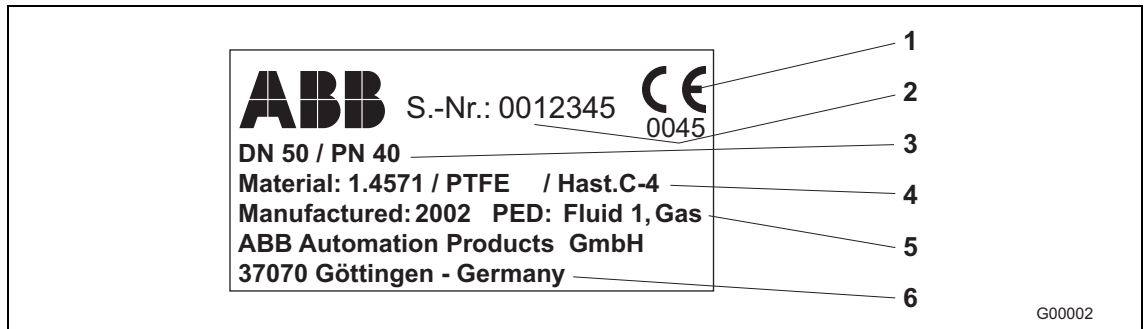 1
ABB S.-Nr.: 0012345 CE
2
0045
DN 50 / PN 40
3
Material: 1.4571 / PTFE / Hast.C-4
4
Manufactured: 2002 PED: Fluid 1, Gas
5
ABB Automation Products GmbH
37070 Göttingen - Germany
6
G00002